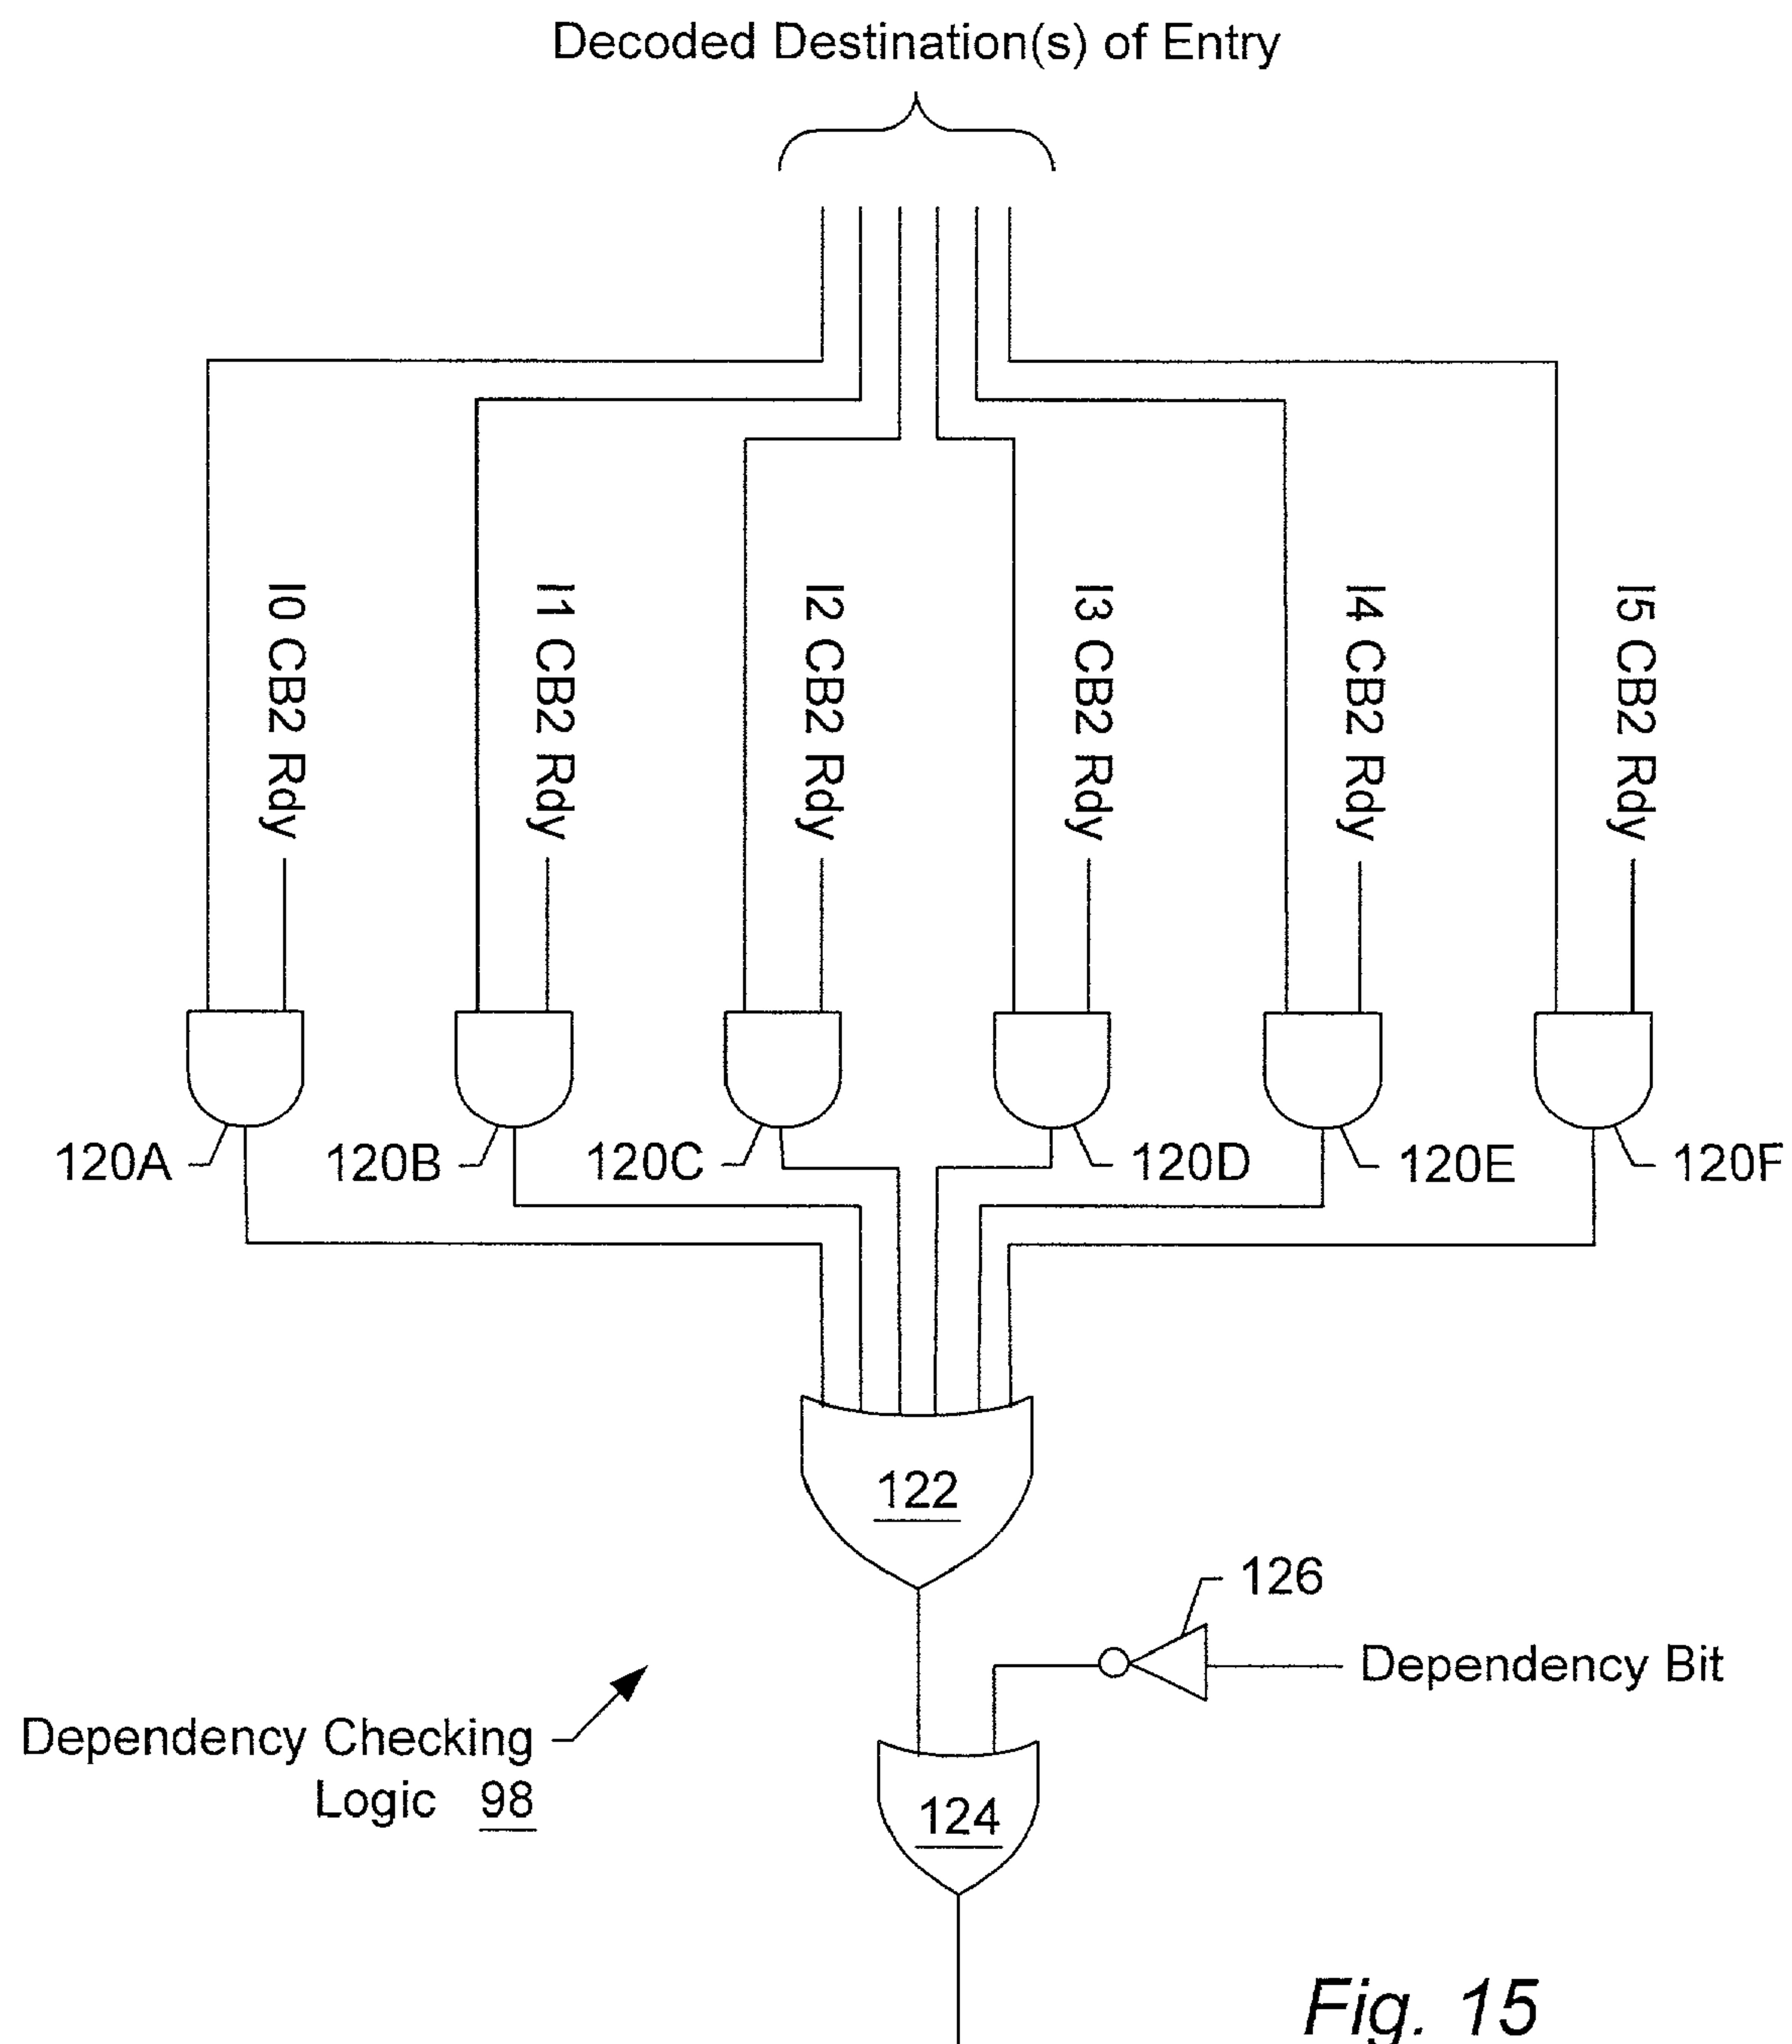 Decoded Destination(s) of Entry
I0 CB2 Rdy
I1 CB2 Rdy
I2 CB2 Rdy
I3 CB2 Rdy
I4 CB2 Rdy
I5 CB2 Rdy
120A
120B
120C
120D
120E
120F
122
126
Dependency Bit
Dependency Checking
Logic 98
124
Fig. 15